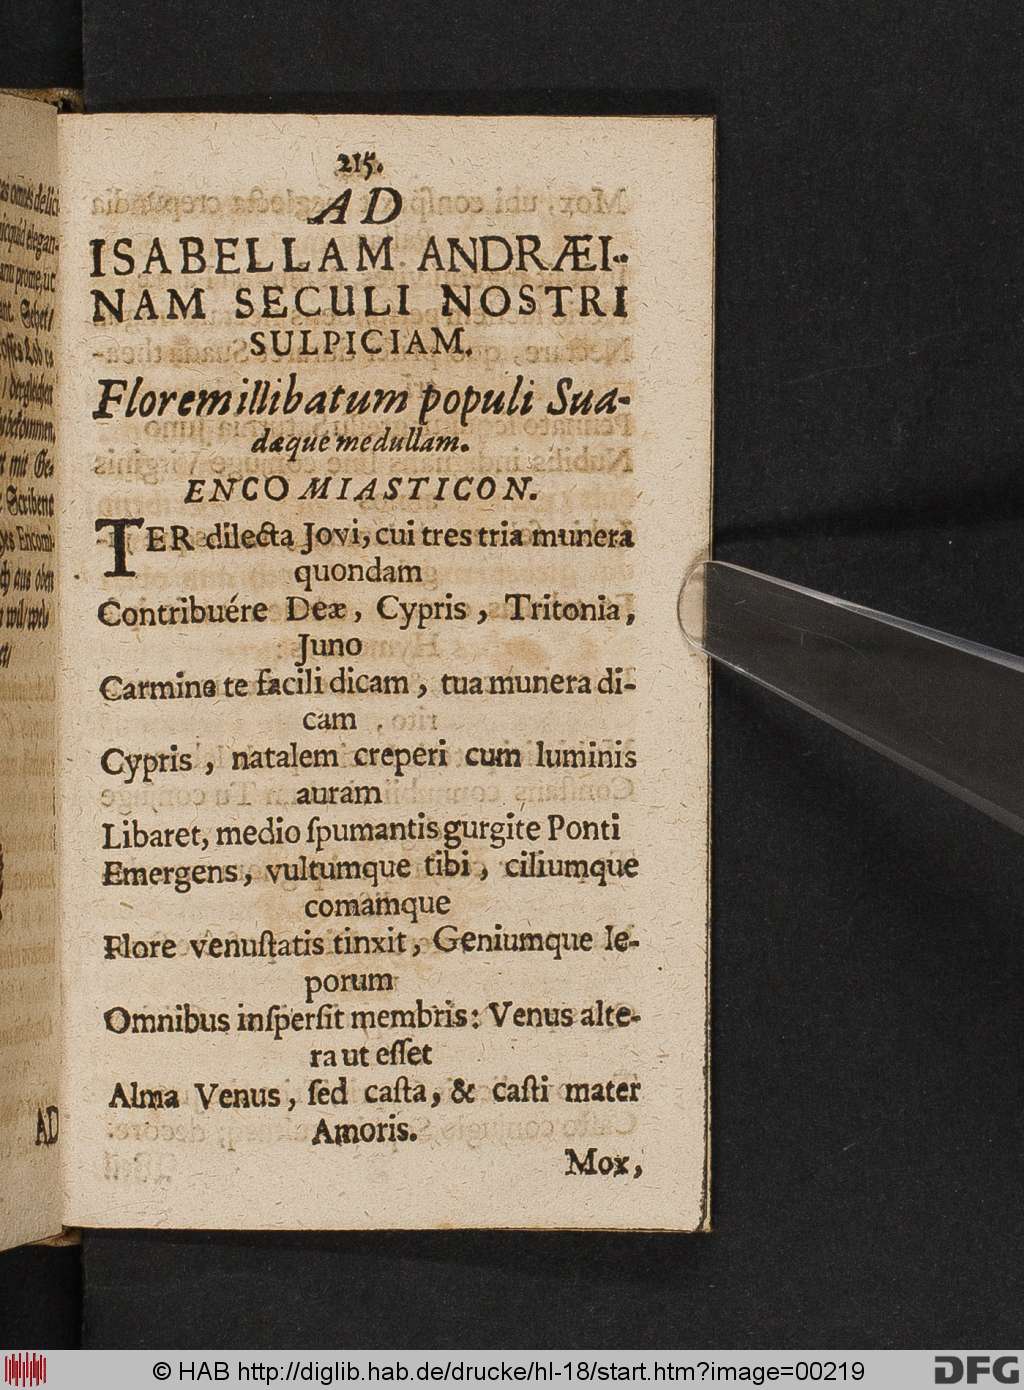 215.
AD
ISABELLAM ANDRÆI-
NAM SECULI NOSTRI
SULPICIAM.
Florem illibatum populi Sua-
dæque medullam.
ENCOMIASTICON.
TER dilecta Jovi, cui tres tria munera
quondam
Contribuére Deæ, Cypris, Tritonia,
Juno
Carmine te facili dicam, tua munera di-
cam
Cypris, natalem creperi cum luminis
auram
Libaret, medio ſpumantis gurgite Ponti
Emergens, vultumque tibi, ciliumque
comamque
Flore venuſtatis tinxit, Geniumque le-
porum
Omnibus inſperſit membris: Venus alte-
ra ut eſſet
Alma Venus, ſed caſta, & caſti mater
Amoris.
Mox,
AD
© HAB http://diglib.hab.de/drucke/hl-18/start.htm?image=00219
DFG